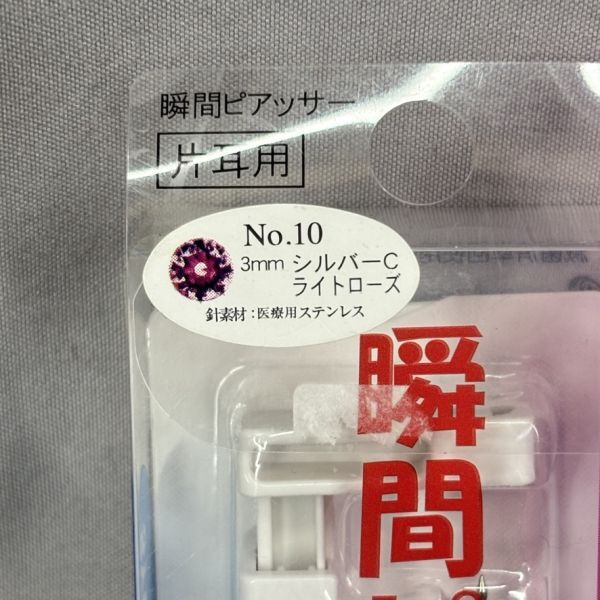 瞬間ピアッサー
片耳用
No.10
3mm シルバーC
ライトローズ
針素材：医療用ステンレス
瞬間